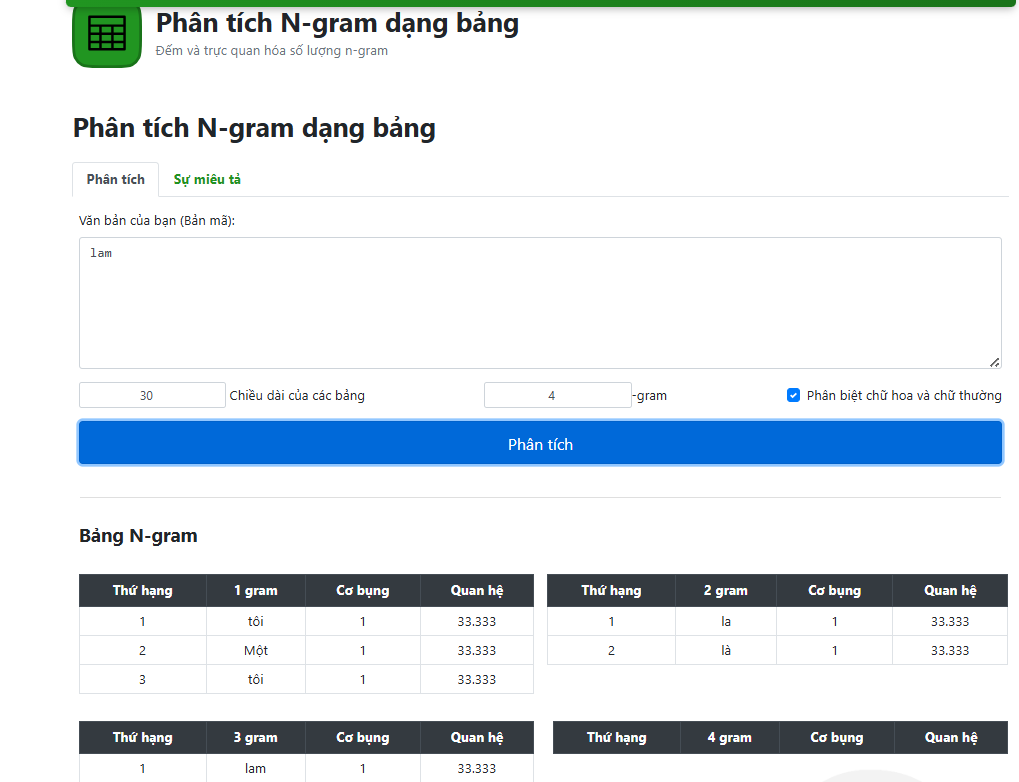 Phân tích N-gram dạng bảng
Đếm và trực quan hóa số lượng n-gram
Phân tích N-gram dạng bảng
Phân tích Sự miêu tả
Văn bản của bạn (Bản mã):
lam
30 Chiều dài của các bảng 4 -gram Phân biệt chữ hoa và chữ thường
Phân tích
Bảng N-gram
Thứ hạng 1 gram Cơ bụng Quan hệ Thứ hạng 2 gram Cơ bụng Quan hệ
1 tôi 1 33.333 1 la 1 33.333
2 Một 1 33.333 2 là 1 33.333
3 tôi 1 33.333
Thứ hạng 3 gram Cơ bụng Quan hệ Thứ hạng 4 gram Cơ bụng Quan hệ
1 lam 1 33.333